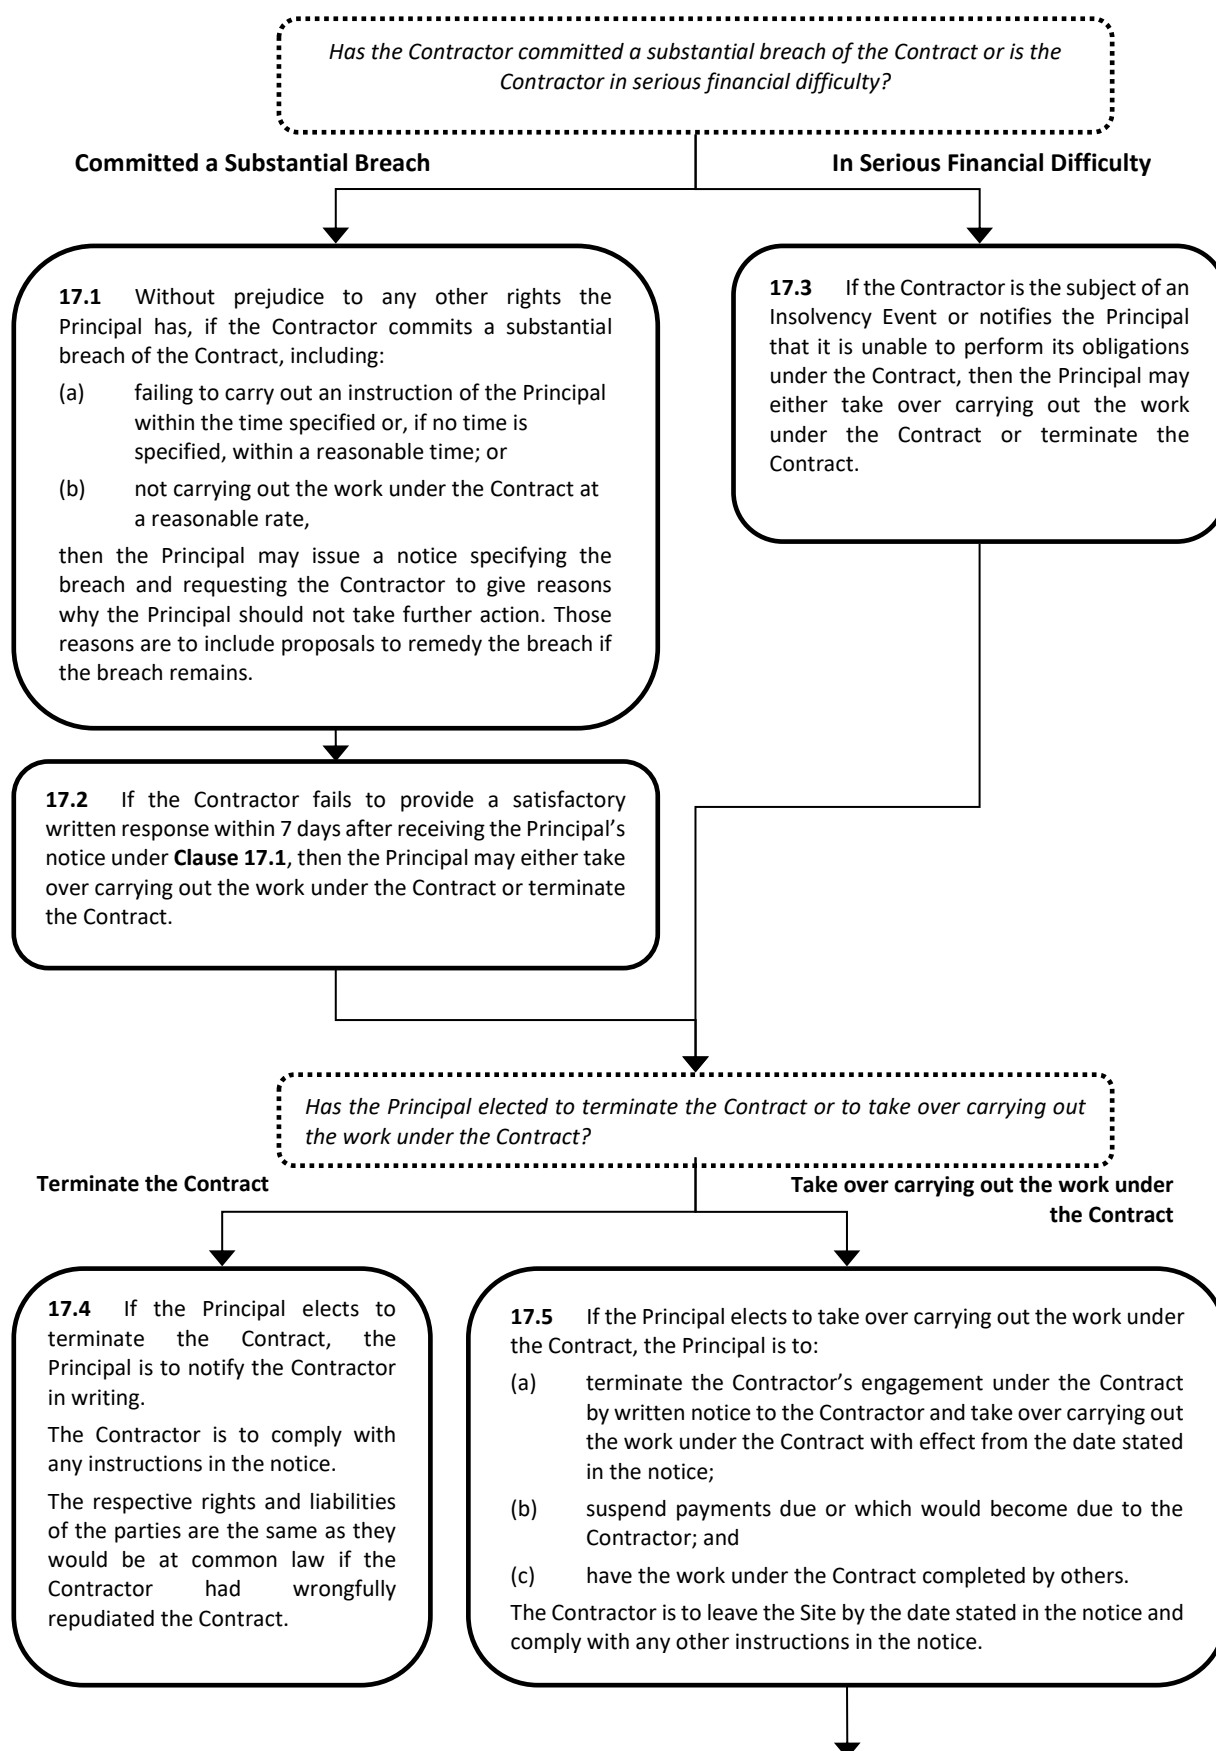 Has the Contractor committed a substantial breach of the Contract or is the
Contractor in serious financial difficulty?
Committed a Substantial Breach
In Serious Financial Difficulty
17.1 Without prejudice to any other rights the
Principal has, if the Contractor commits a substantial
breach of the Contract, including:
(a) failing to carry out an instruction of the Principal
within the time specified or, if no time is
specified, within a reasonable time; or
(b) not carrying out the work under the Contract at
a reasonable rate,
then the Principal may issue a notice specifying the
breach and requesting the Contractor to give reasons
why the Principal should not take further action. Those
reasons are to include proposals to remedy the breach if
the breach remains.
17.3 If the Contractor is the subject of an
Insolvency Event or notifies the Principal
that it is unable to perform its obligations
under the Contract, then the Principal may
either take over carrying out the work
under the Contract or terminate the
Contract.
17.2 If the Contractor fails to provide a satisfactory
written response within 7 days after receiving the Principal’s
notice under Clause 17.1, then the Principal may either take
over carrying out the work under the Contract or terminate
the Contract.
Has the Principal elected to terminate the Contract or to take over carrying out
the work under the Contract?
Terminate the Contract
Take over carrying out the work under
the Contract
17.4 If the Principal elects to
terminate the Contract, the
Principal is to notify the Contractor
in writing.
The Contractor is to comply with
any instructions in the notice.
The respective rights and liabilities
of the parties are the same as they
would be at common law if the
Contractor had wrongfully
repudiated the Contract.
17.5 If the Principal elects to take over carrying out the work under
the Contract, the Principal is to:
(a) terminate the Contractor’s engagement under the Contract
by written notice to the Contractor and take over carrying out
the work under the Contract with effect from the date stated
in the notice;
(b) suspend payments due or which would become due to the
Contractor; and
(c) have the work under the Contract completed by others.
The Contractor is to leave the Site by the date stated in the notice and
comply with any other instructions in the notice.